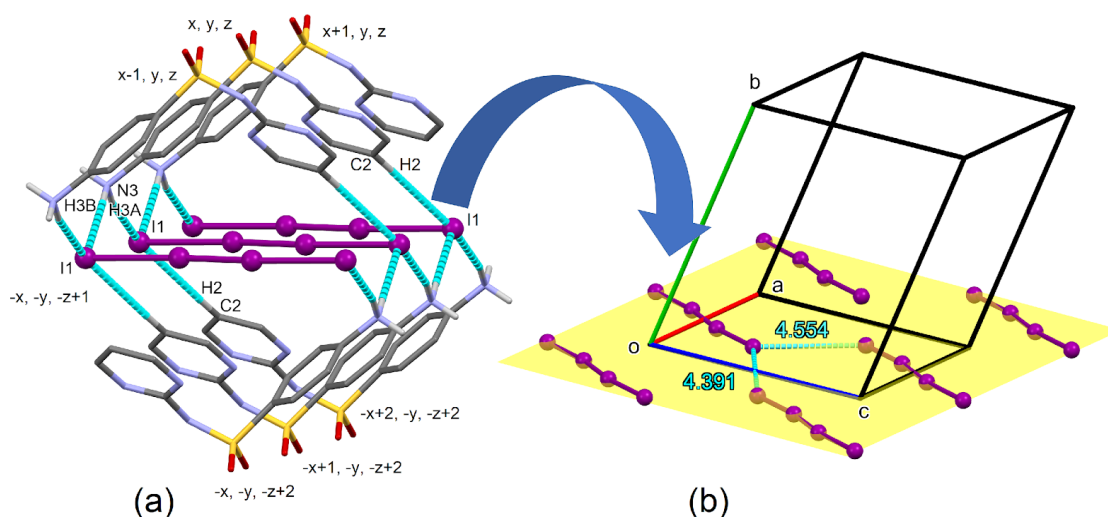 x, y, z
x+1, y, z
x-1, y, z
C2
H2
N3
H3B
H3A
I1
I1
I1
-x, -y, -z+1
H2
C2
-x+2, -y, -z+2
-x+1, -y, -z+2
-x, -y, -z+2
(a)
b
a
4.554
o
4.391
c
(b)